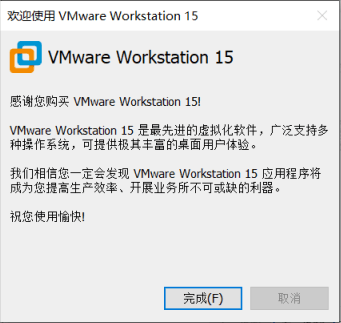 欢迎使用 VMware Workstation 15
VMware Workstation 15
感谢您购买 VMware Workstation 15!
VMware Workstation 15 是最先进的虚拟化软件，广泛支持多
种操作系统，可提供极其丰富的桌面用户体验。
我们相信您一定会发现 VMware Workstation 15 应用程序将
成为您提高生产效率、开展业务所不可或缺的利器。
祝您使用愉快!
完成(F)
取消